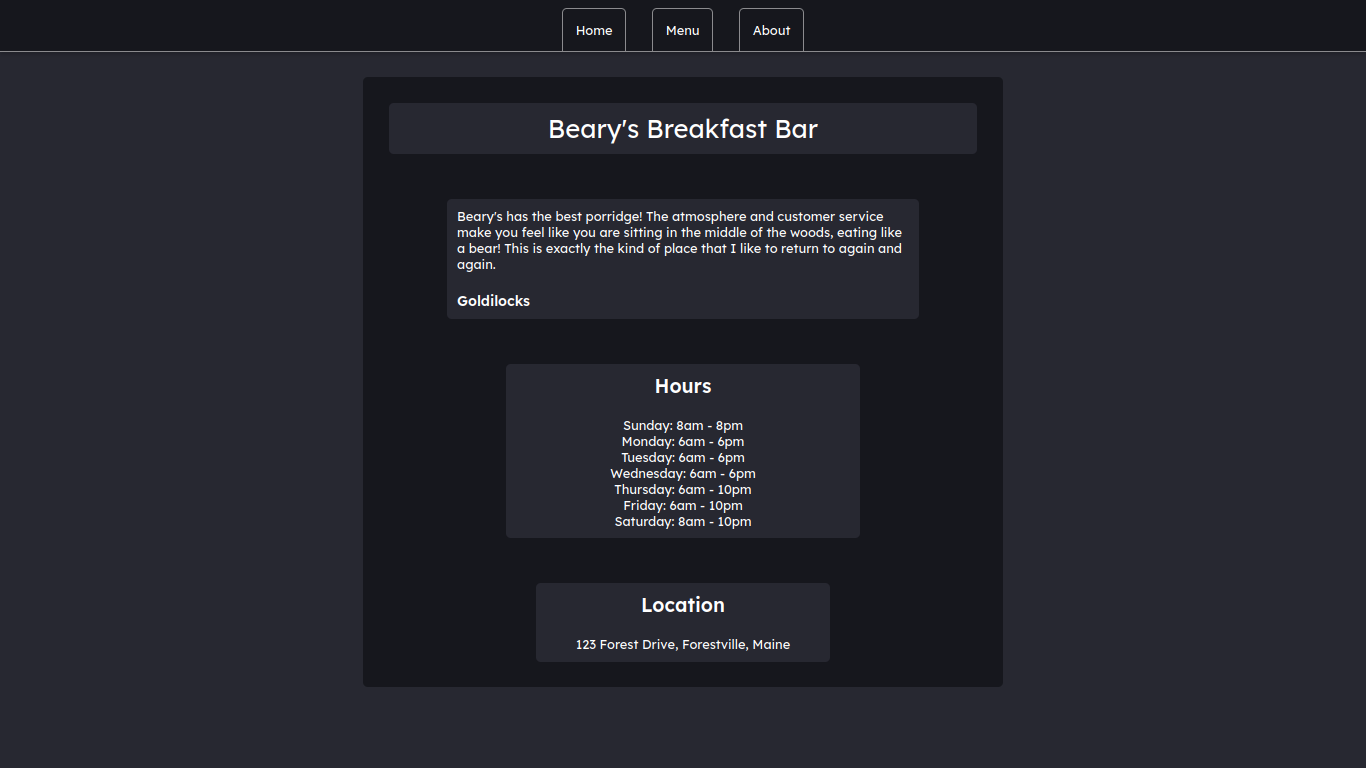 Home
Menu
About
Beary's Breakfast Bar
Beary's has the best porridge! The atmosphere and customer service
make you feel like you are sitting in the middle of the woods, eating like
a bear! This is exactly the kind of place that I like to return to again and
again.
Goldilocks
Hours
Sunday: 8am - 8pm
Monday: 6am - 6pm
Tuesday: 6am - 6pm
Wednesday: 6am - 6pm
Thursday: 6am - 10pm
Friday: 6am - 10pm
Saturday: 8am - 10pm
Location
123 Forest Drive, Forestville, Maine